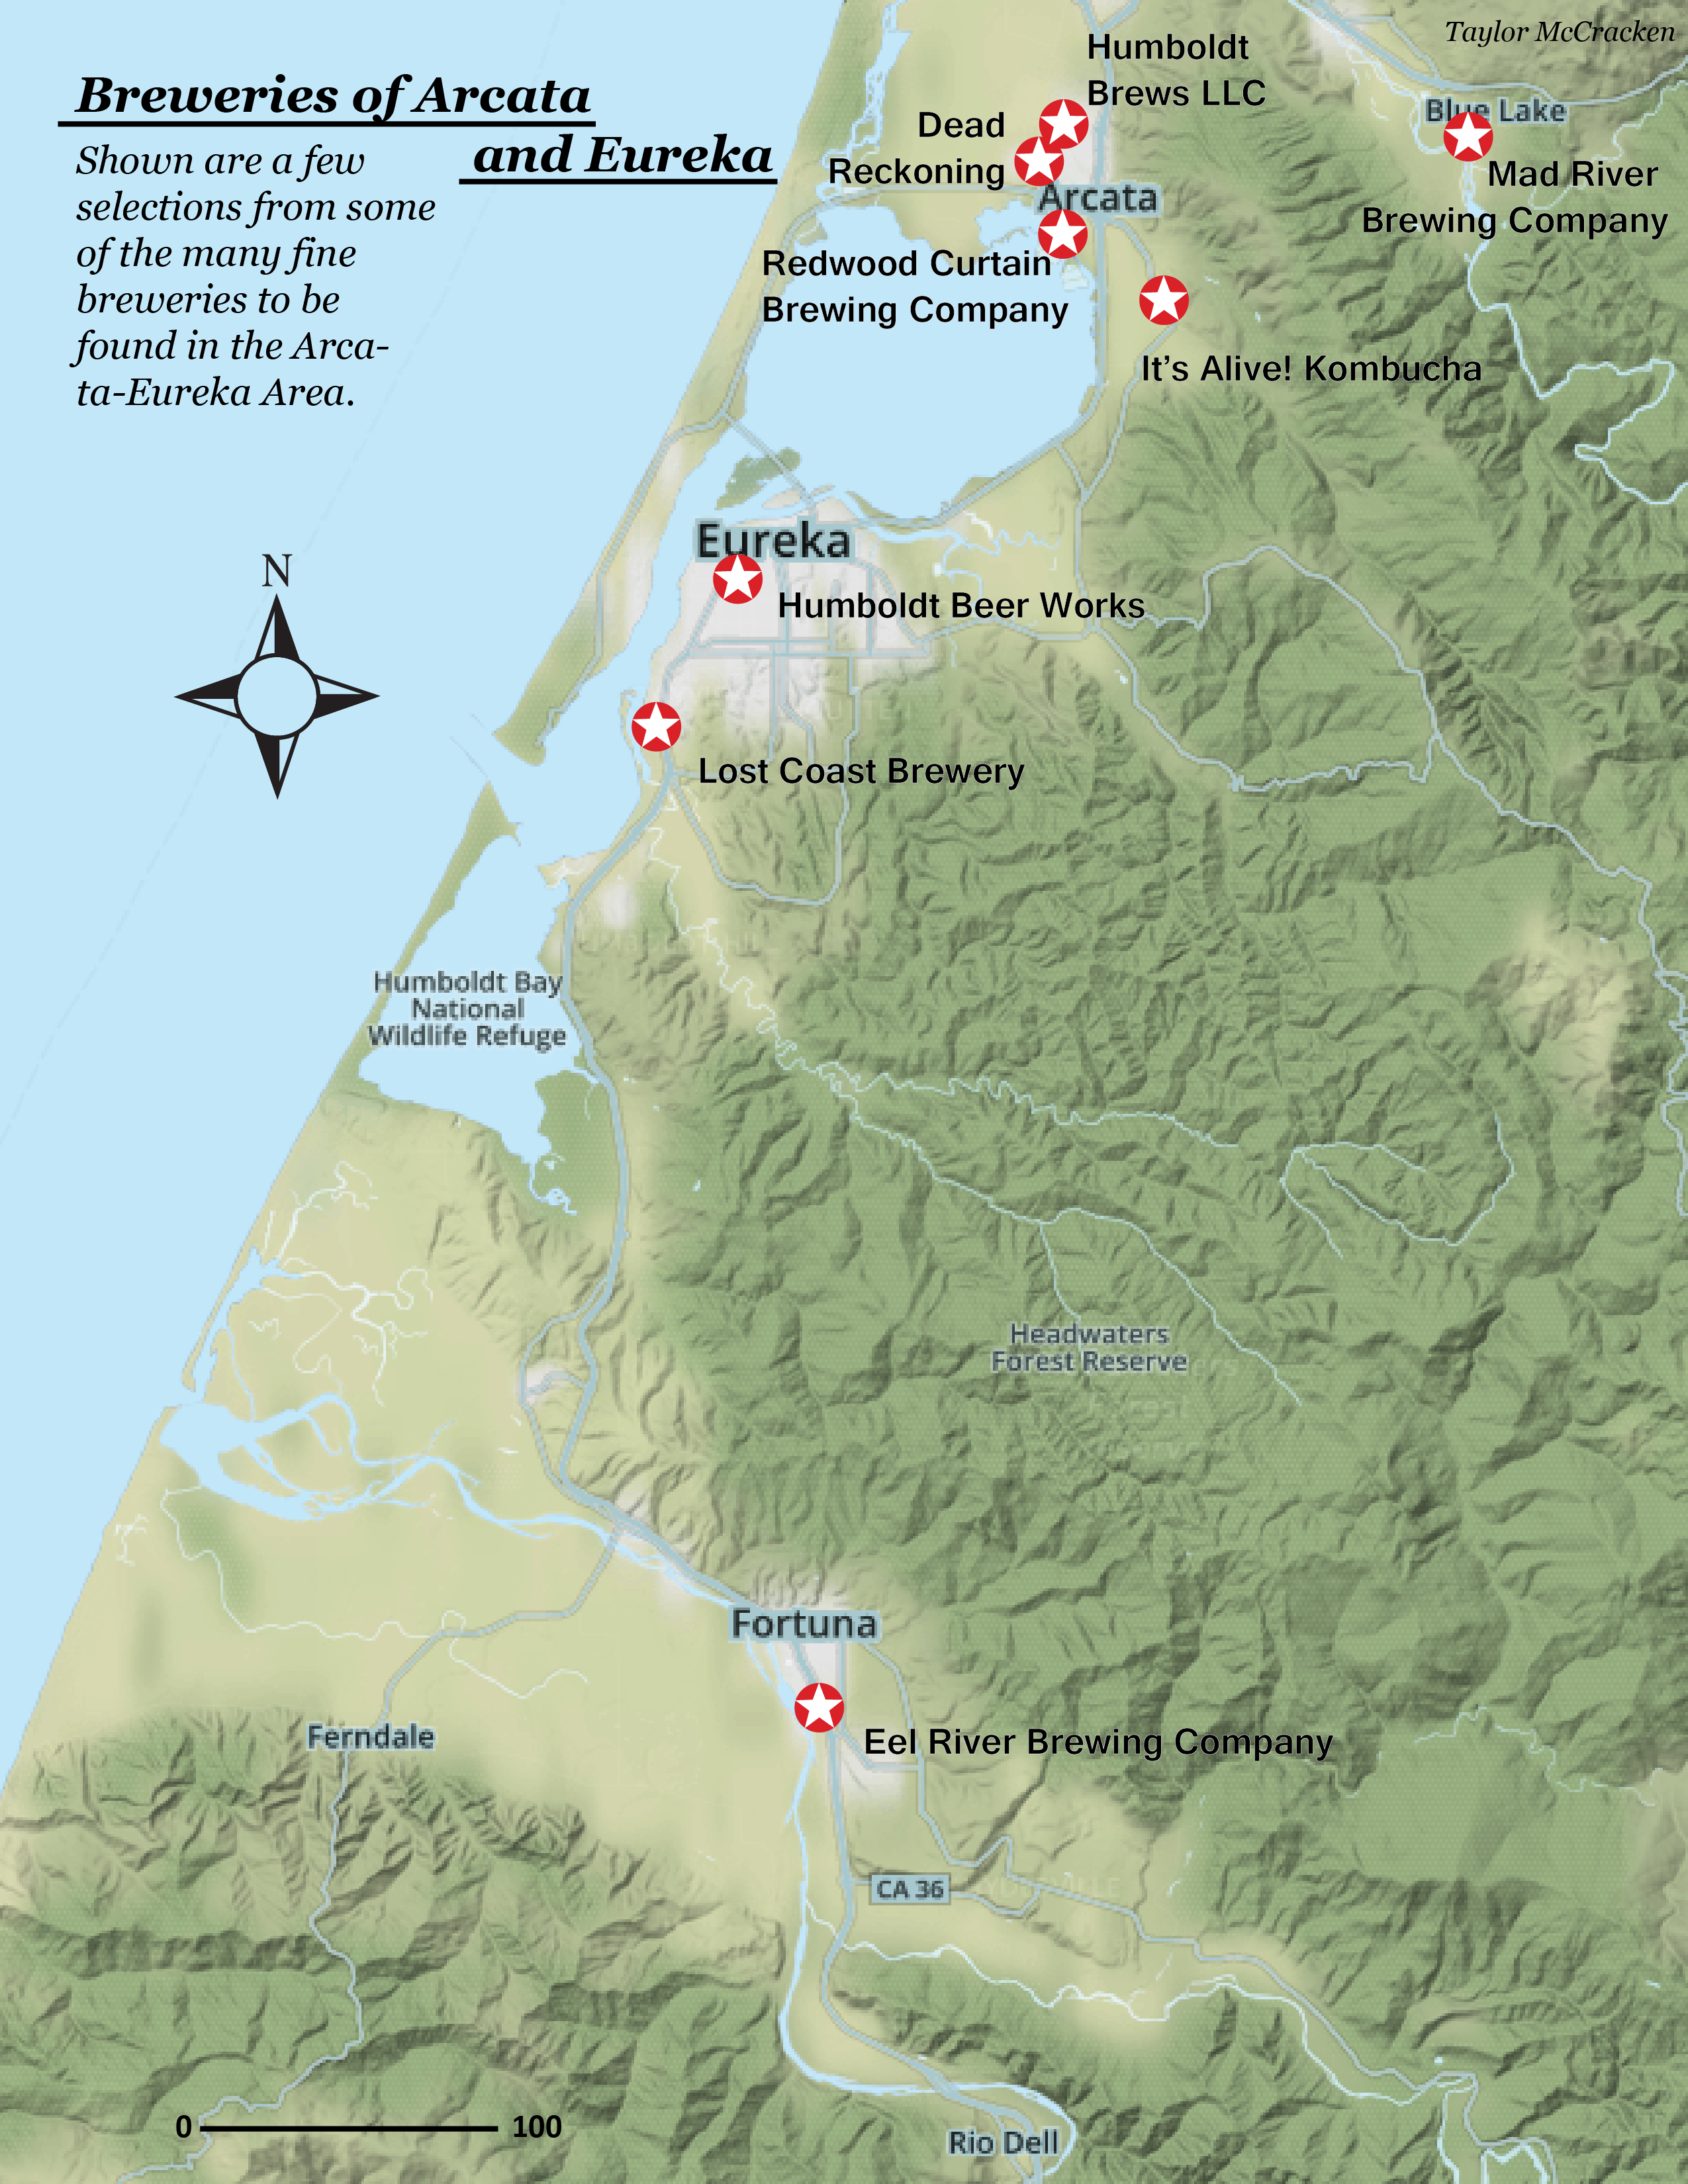 Taylor McCracken
Breweries of Arcata
and Eureka
Shown are a few
selections from some
of the many fine
breweries to be
found in the Arca-
ta-Eureka Area.
Humboldt
Brews LLC
Dead
Reckoning
Arcata
Blue Lake
Mad River
Brewing Company
Redwood Curtain
Brewing Company
It's Alive! Kombucha
Eureka
Humboldt Beer Works
N
Lost Coast Brewery
Humboldt Bay
National
Wildlife Refuge
Headwaters
Forest Reserve
Fortuna
Ferndale
Eel River Brewing Company
CA 36
0 100
Rio Dell